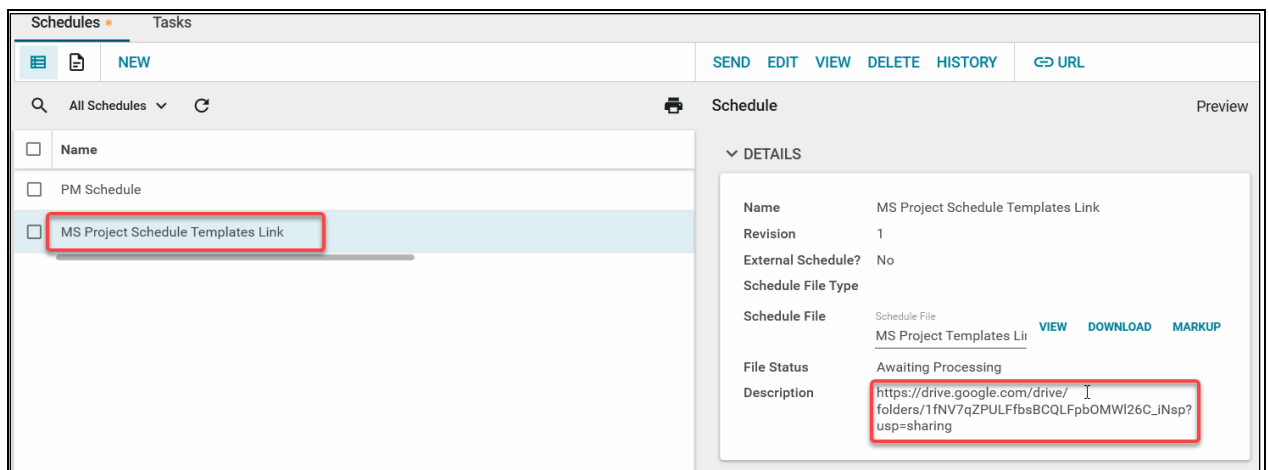 Schedules * Tasks
NEW
SEND EDIT VIEW DELETE HISTORY URL
All Schedules
Schedule Preview
Name
PM Schedule
MS Project Schedule Templates Link
DETAILS
Name MS Project Schedule Templates Link
Revision 1
External Schedule? No
Schedule File Type
Schedule File
Schedule File
MS Project Templates Li
VIEW DOWNLOAD MARKUP
File Status Awaiting Processing
Description https://drive.google.com/drive/
folders/1fNV7qZPULFfbsBCQLFpbOMWl26C_iNsp?
usp=sharing